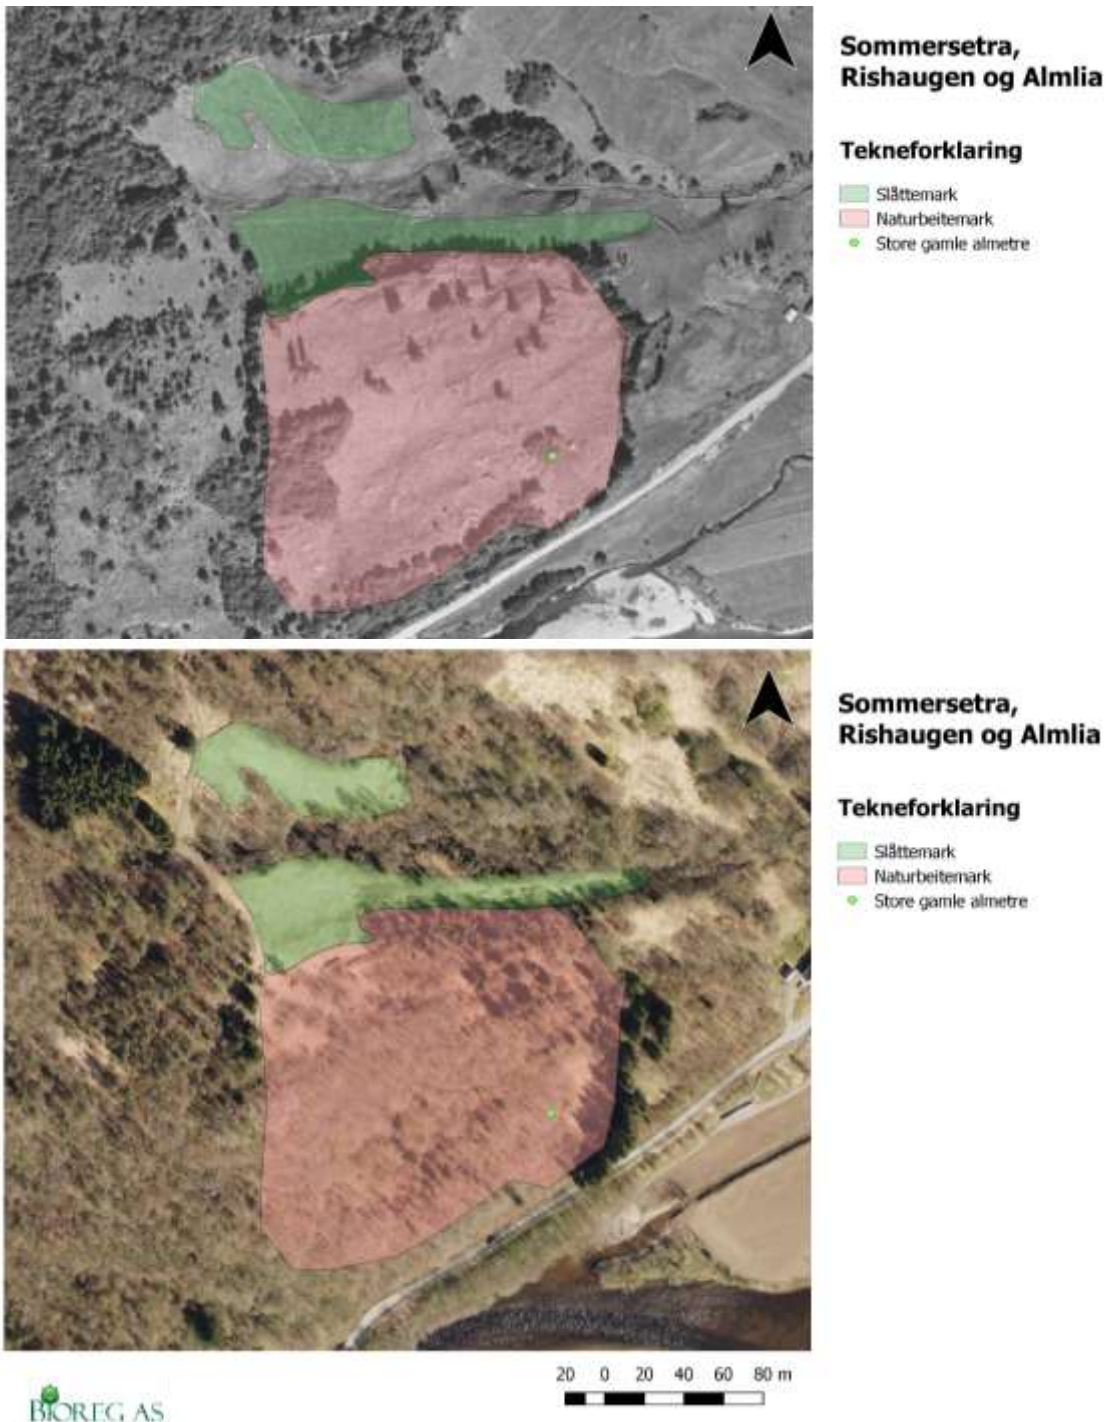 Sommersetra,
Rishaugen og Almlia
Tekneforklaring
Slåttemark
Naturbeitemark
Store gamle almetre
Sommersetra,
Rishaugen og Almlia
Tekneforklaring
Slåttemark
Naturbeitemark
Store gamle almetre
20 0 20 40 60 80 m
BIOREG AS